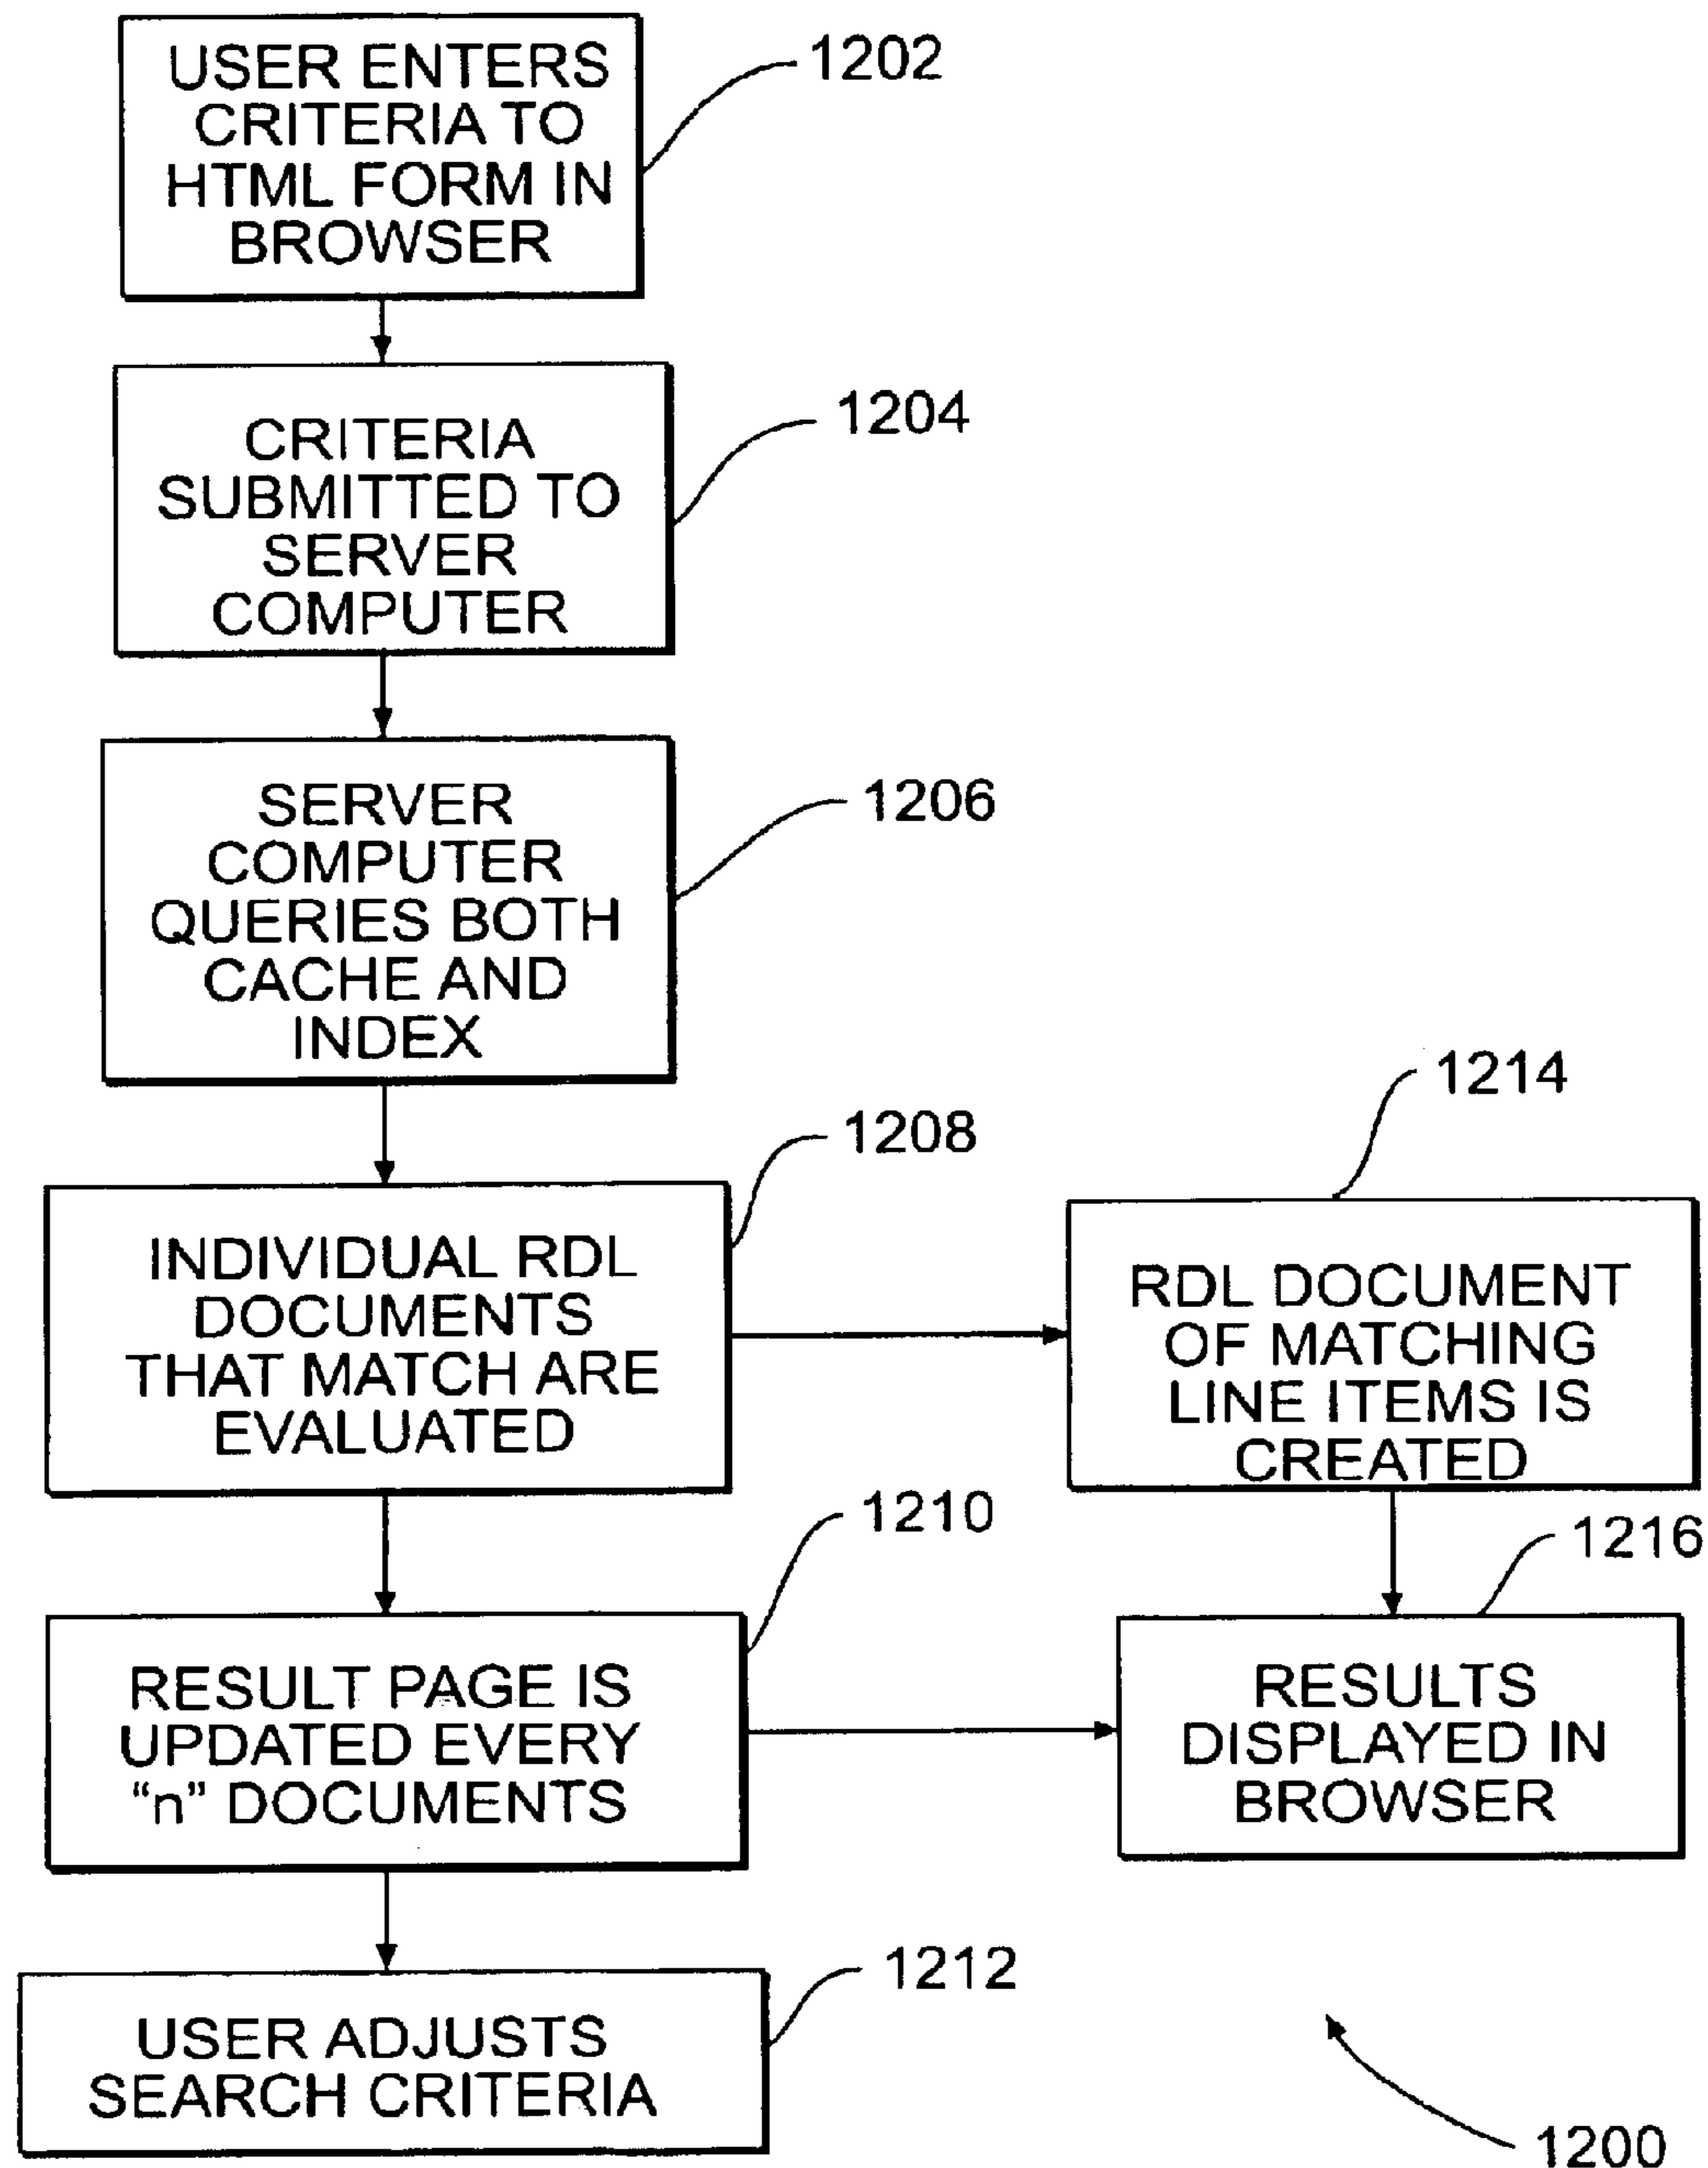 USER ENTERS
CRITERIA TO
HTML FORM IN
BROWSER
1202
CRITERIA
SUBMITTED TO
SERVER
COMPUTER
1204
SERVER
COMPUTER
QUERIES BOTH
CACHE AND
INDEX
1206
INDIVIDUAL RDL
DOCUMENTS
THAT MATCH ARE
EVALUATED
1208
RDL DOCUMENT
OF MATCHING
LINE ITEMS IS
CREATED
1214
RESULT PAGE IS
UPDATED EVERY
“n” DOCUMENTS
1210
RESULTS
DISPLAYED IN
BROWSER
1216
USER ADJUSTS
SEARCH CRITERIA
1212
1200